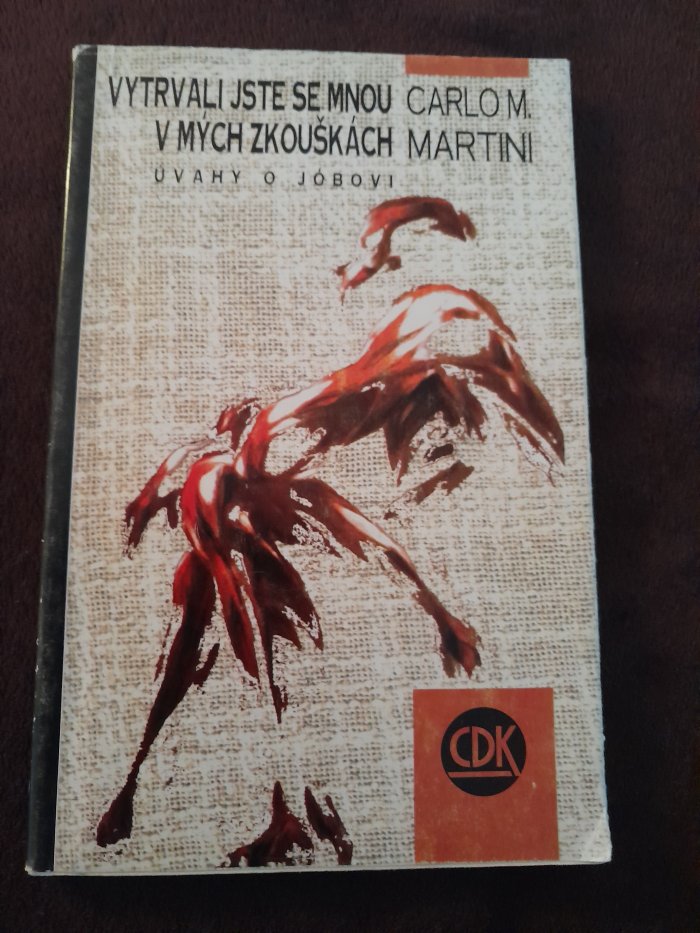 VYTRVALI JSTE SE MNOU
V MÝCH ZKOUŠKÁCH
ÚVAHY O JÓBOVI
CARLO M.
MARTINI
CDK